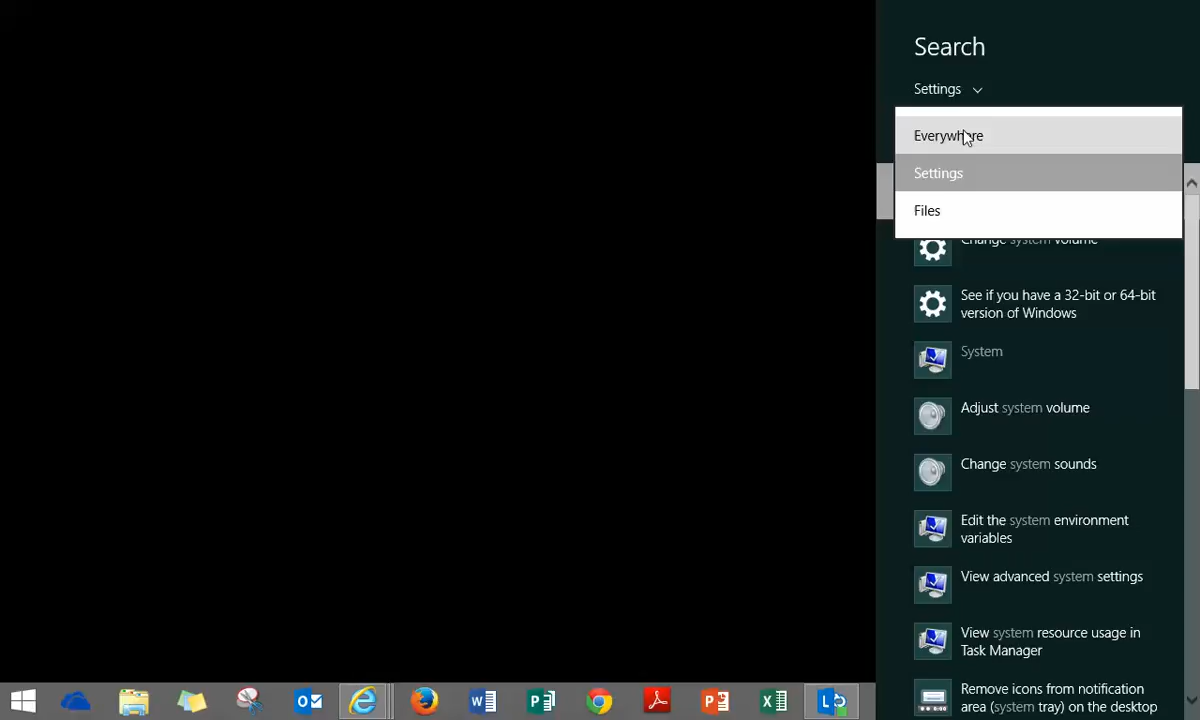 Search
Settings
Everywhere
Settings
Files
Change system volume
See if you have a 32-bit or 64-bit
version of Windows
System
Adjust system volume
Change system sounds
Edit the system environment
variables
View advanced system settings
View system resource usage in
Task Manager
Remove icons from notification
area (system tray) on the desktop